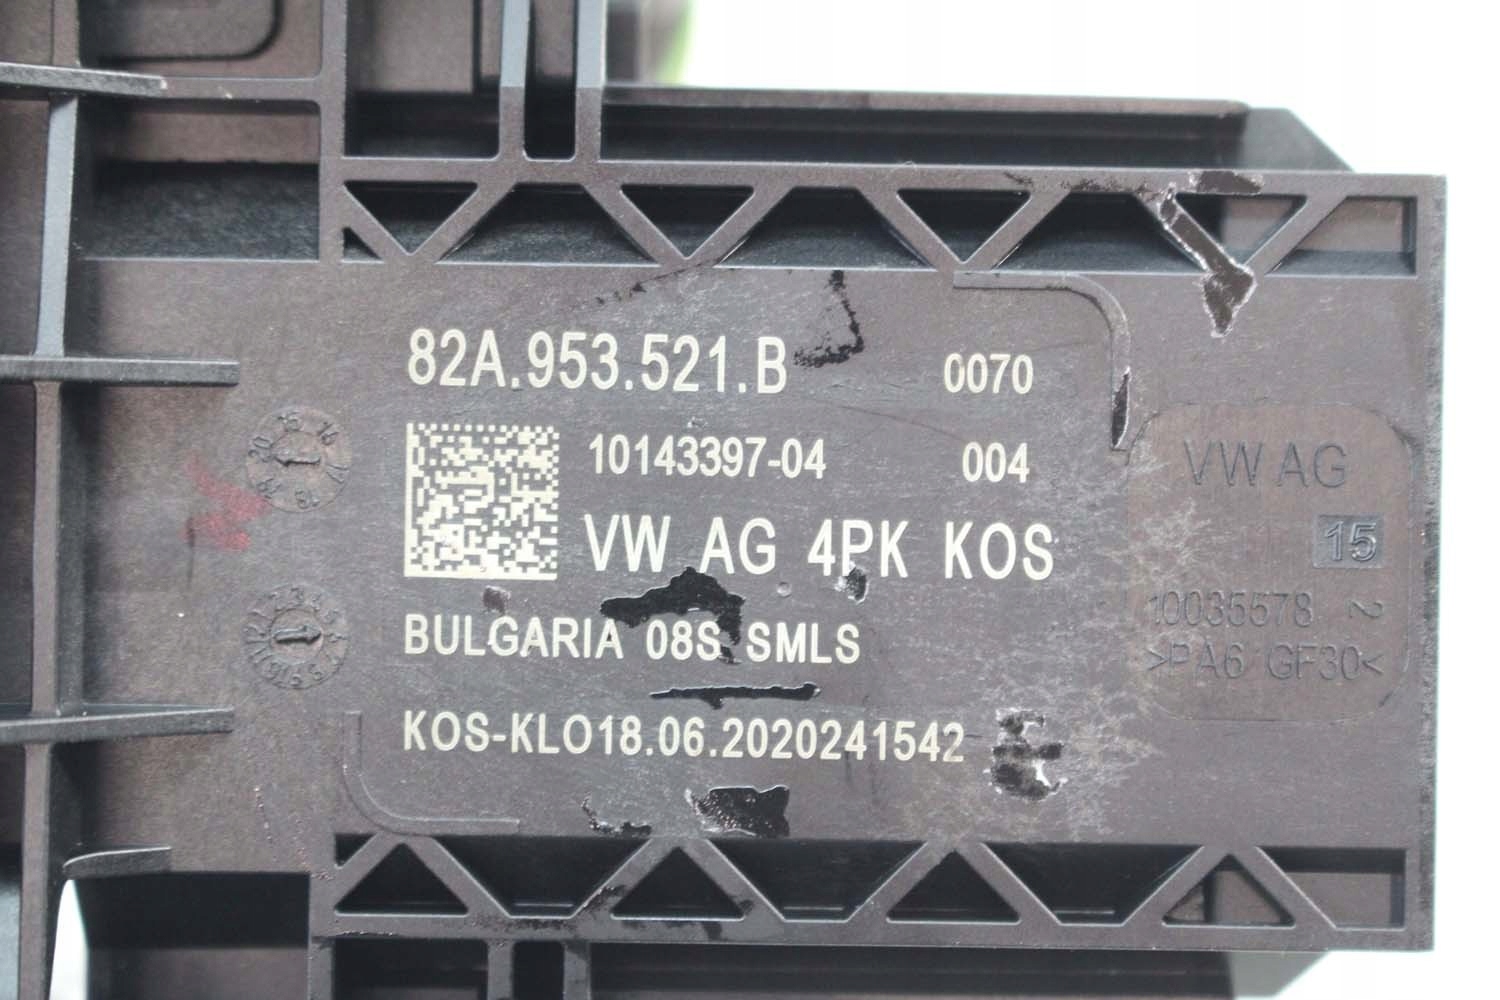 82A.953.521.B 0070
10143397-04 004
VW AG 4PK KOS
BULGARIA 08S SMLS
KOS-KLO18.06.2020241542
VW AG
15
10035578 2
>PA6 GF30<